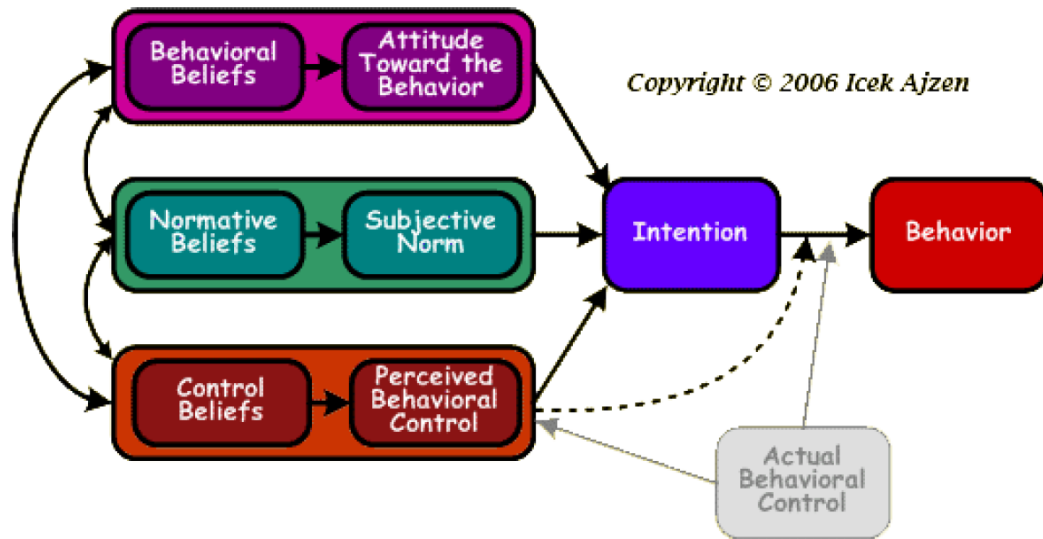 Behavioral
Beliefs
Attitude
Toward the
Behavior
Copyright © 2006 Icek Ajzen
Normative
Beliefs
Subjective
Norm
Intention
Behavior
Control
Beliefs
Perceived
Behavioral
Control
Actual
Behavioral
Control